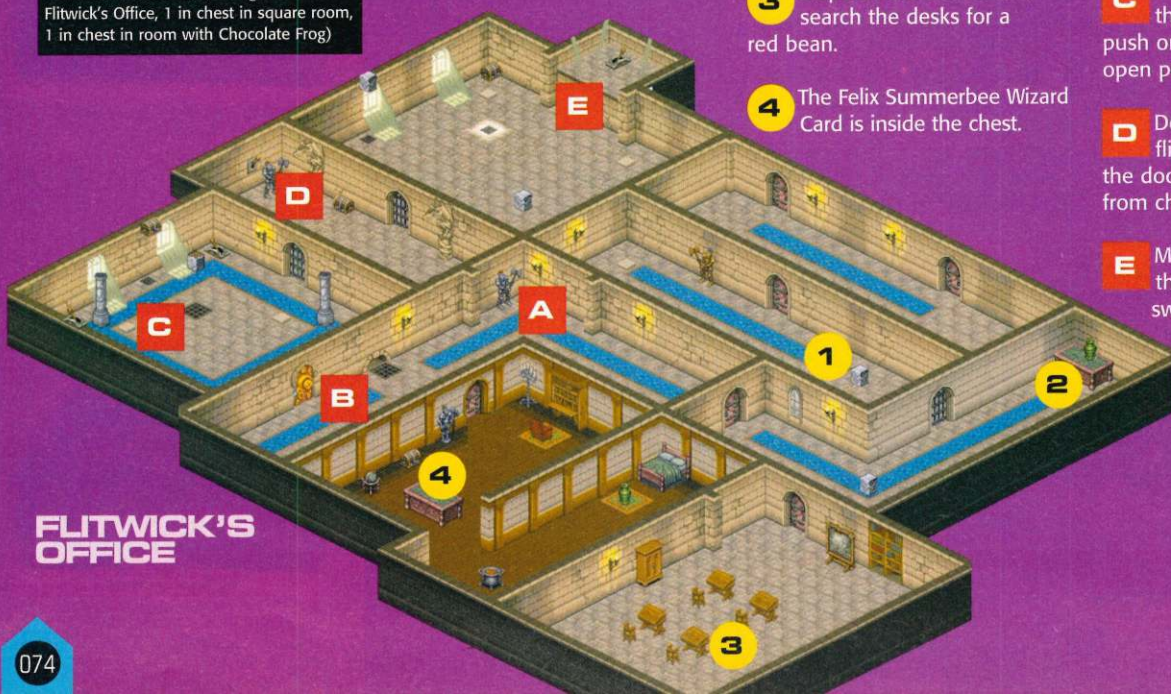 Flitwick's Office, 1 in chest in square room,
1 in chest in room with Chocolate Frog)
3
search the desks for a
red bean.
4 The Felix Summerbee Wizard
Card is inside the chest.
C
push
open
D
the
from
E
E
D
C
A
B
1
2
4
3
FLITWICK'S
OFFICE
074